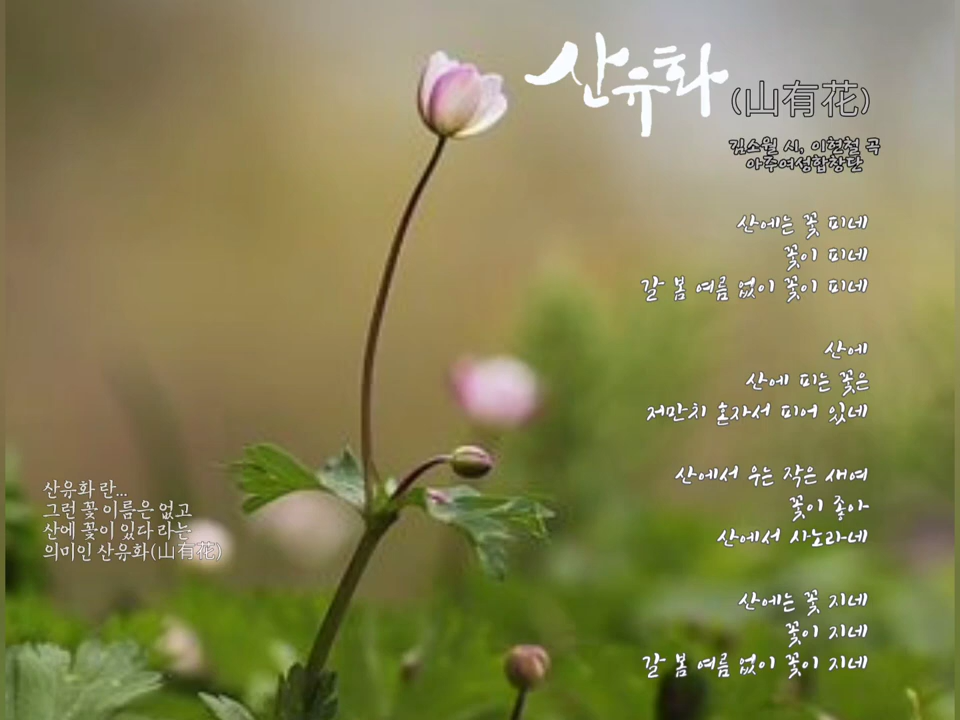 산유화(山有花)
김소월 시, 이현철 곡
아주여성합창단
산에는 꽃 피네
꽃이 피네
갈 봄 여름 없이 꽃이 피네
산에
산에 피는 꽃은
저만치 혼자서 피어 있네
산에서 우는 작은 새여
꽃이 좋아
산에서 사노라네
산에는 꽃 지네
꽃이 지네
갈 봄 여름 없이 꽃이 지네
산유화 란...
그런 꽃 이름은 없고
산에 꽃이 있다 라는
의미인 산유화(山有花)